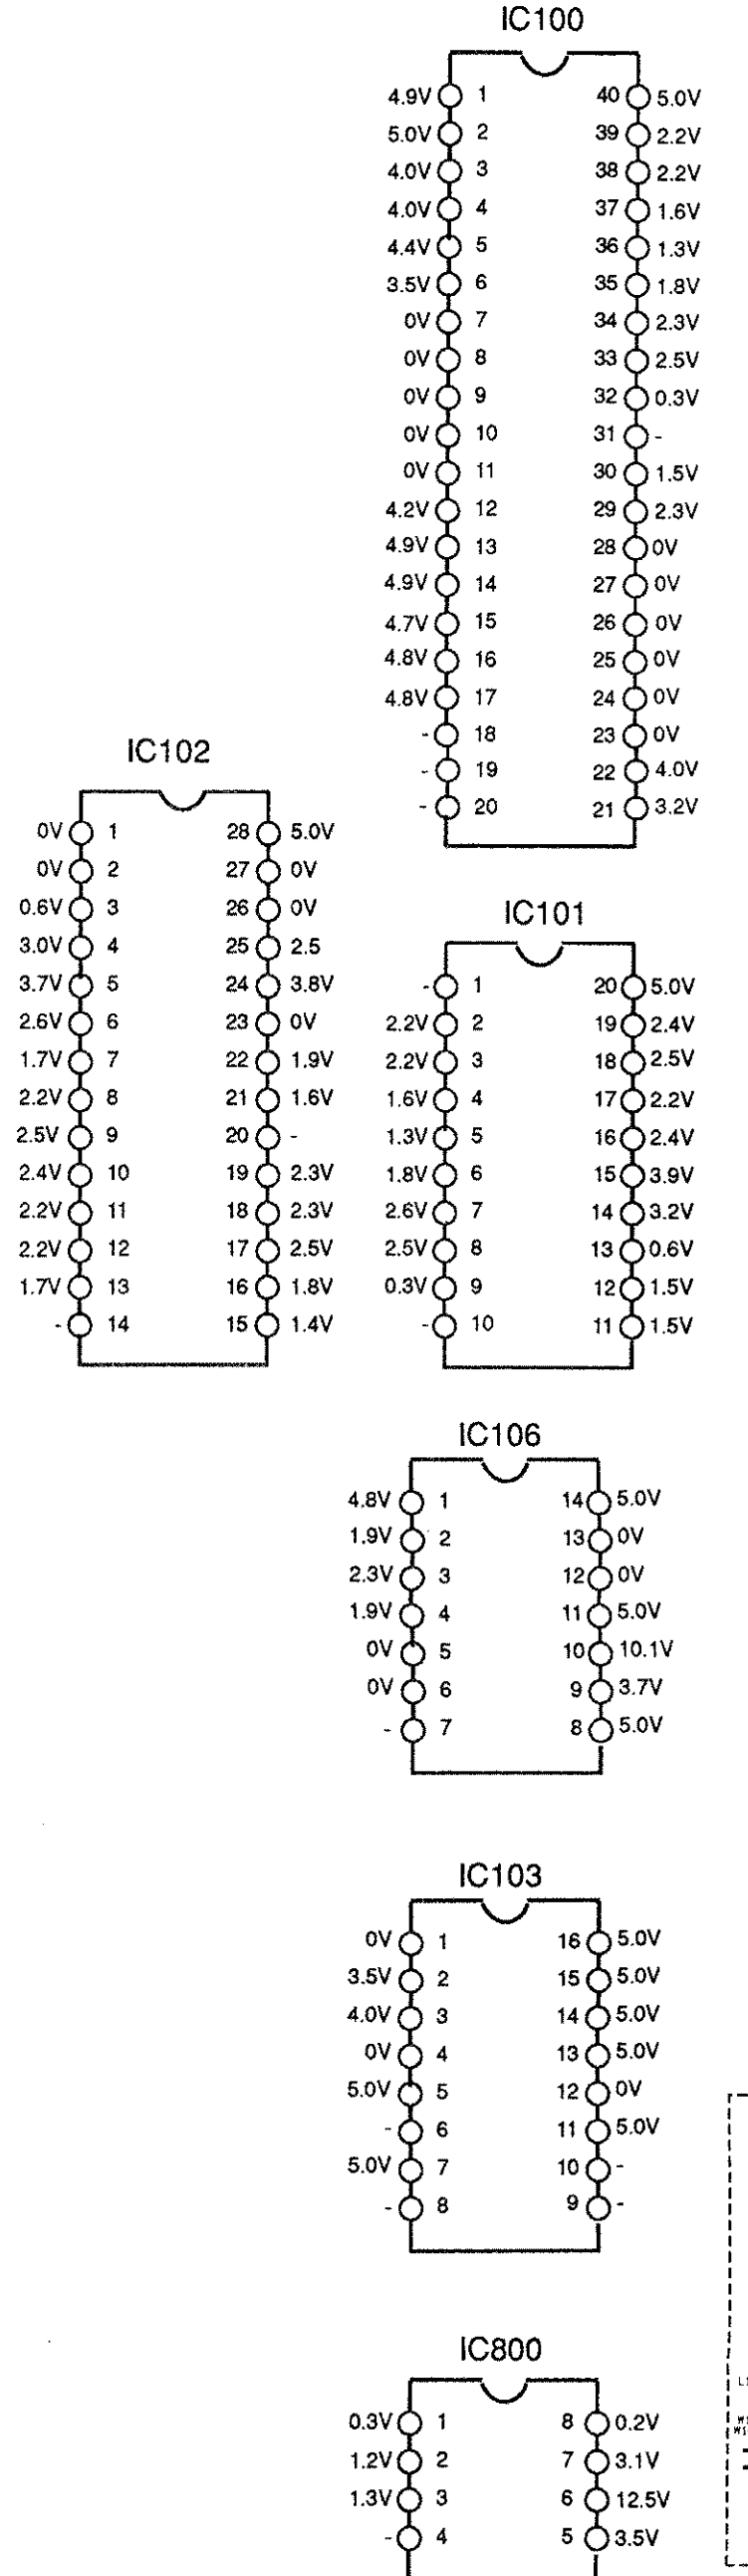 IC100
4.9V 1 40 5.0V
5.0V 2 39 2.2V
4.0V 3 38 2.2V
4.0V 4 37 1.6V
4.4V 5 36 1.3V
3.5V 6 35 1.8V
0V 7 34 2.3V
0V 8 33 2.5V
0V 9 32 0.3V
0V 10 31 -
0V 11 30 1.5V
4.2V 12 29 2.3V
4.9V 13 28 0V
4.9V 14 27 0V
4.7V 15 26 0V
4.8V 16 25 0V
4.8V 17 24 0V
- 18 23 0V
- 19 22 4.0V
- 20 21 3.2V
IC102
0V 1 28 5.0V
0V 2 27 0V
0.6V 3 26 0V
3.0V 4 25 2.5
3.7V 5 24 3.8V
2.6V 6 23 0V
1.7V 7 22 1.9V
2.2V 8 21 1.6V
2.5V 9 20 -
2.4V 10 19 2.3V
2.2V 11 18 2.3V
2.2V 12 17 2.5V
1.7V 13 16 1.8V
- 14 15 1.4V
IC101
- 1 20 5.0V
2.2V 2 19 2.4V
2.2V 3 18 2.5V
1.6V 4 17 2.2V
1.3V 5 16 2.4V
1.8V 6 15 3.9V
2.6V 7 14 3.2V
2.5V 8 13 0.6V
0.3V 9 12 1.5V
- 10 11 1.5V
IC106
4.8V 1 14 5.0V
1.9V 2 13 0V
2.3V 3 12 0V
1.9V 4 11 5.0V
0V 5 10 10.1V
0V 6 9 3.7V
- 7 8 5.0V
IC103
0V 1 16 5.0V
3.5V 2 15 5.0V
4.0V 3 14 5.0V
0V 4 13 5.0V
5.0V 5 12 0V
- 6 11 5.0V
5.0V 7 10 -
- 8 9 -
IC800
0.3V 1 8 0.2V
1.2V 2 7 3.1V
1.3V 3 6 12.5V
- 4 5 3.5V